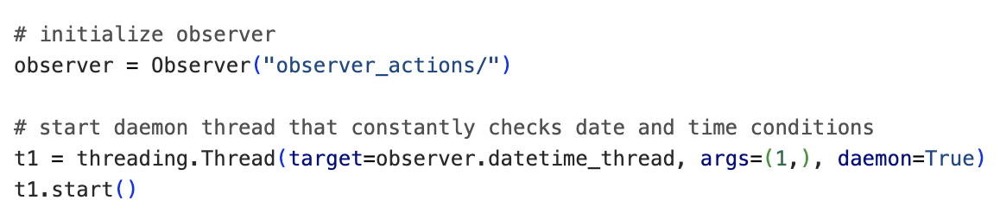 # initialize observer
observer = Observer("observer_actions/")
# start daemon thread that constantly checks date and time conditions
t1 = threading.Thread(target=observer.datetime_thread, args=(1,), daemon=True)
t1.start()